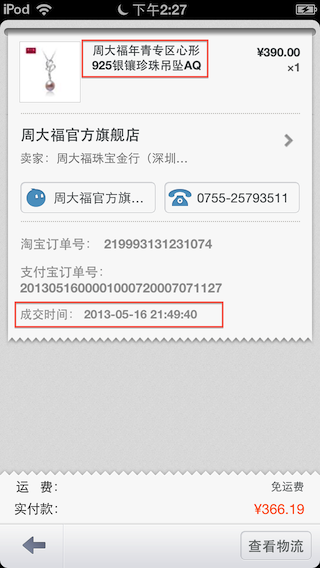 iPod 下午2:27
周大福年青专区心形
925银镶珍珠吊坠AQ
¥390.00
×1
周大福官方旗舰店
卖家：周大福珠宝金行（深圳...
周大福官方旗...
0755-25793511
淘宝订单号： 219993131231074
支付宝订单号：
2013051600001000720007071127
成交时间： 2013-05-16 21:49:40
运 费： 免运费
实付款： ¥366.19
查看物流